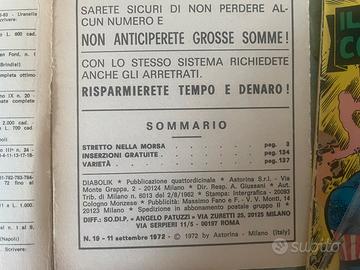 SARETE SICURI DI NON PERDERE AL-
CUN NUMERO E
NON ANTICIPERETE GROSSE SOMME!
CON LO STESSO SISTEMA RICHIEDETE
ANCHE GLI ARRETRATI.
RISPARMIERETE TEMPO E DENARO!
SOMMARIO
STRETTO NELLA MORSA pag. 3
INSERZIONI GRATUITE pag. 134
VARIETÀ pag. 137
DIABOLIK - Pubblicazione quattordicinale - Astorina S.r.l. - Via
Monte Grappa, 2 - 20124 Milano - Dir. Resp. A. Giussani - Aut.
Trib. di Milano n. 6013 del 2/8/1962 - Stampa: Intergrafica - 20093
Cologno Monzese - Pubblicità: Massimo Fano e F. - V. Monti, 14
Milano - Spedizione in abbonamento postale gruppo II -
DIFF: SO.DI.P. - ANGELO PATUZZI - VIA ZURETTI 25, 20125 MILANO
VIA SERPIERI 11/5 - 00197 ROMA
N. 19 - 11 settembre 1972 - © 1972 by Astorina - Milano (Italy)
subito